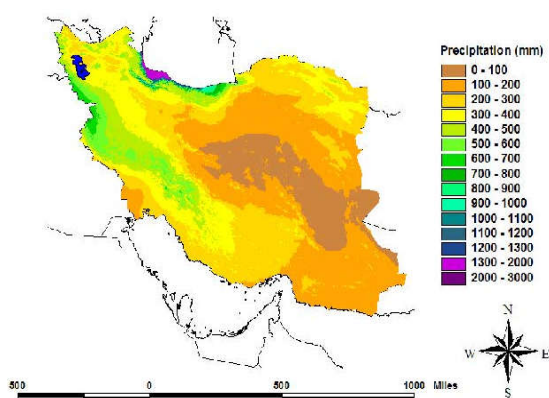 Precipitation (mm)
0 - 100
100 - 200
200 - 300
300 - 400
400 - 500
500 - 600
600 - 700
700 - 800
800 - 900
900 - 1000
1000 - 1100
1100 - 1200
1200 - 1300
1300 - 2000
2000 - 3000
N
W E
S
500 0 500 1000 Miles